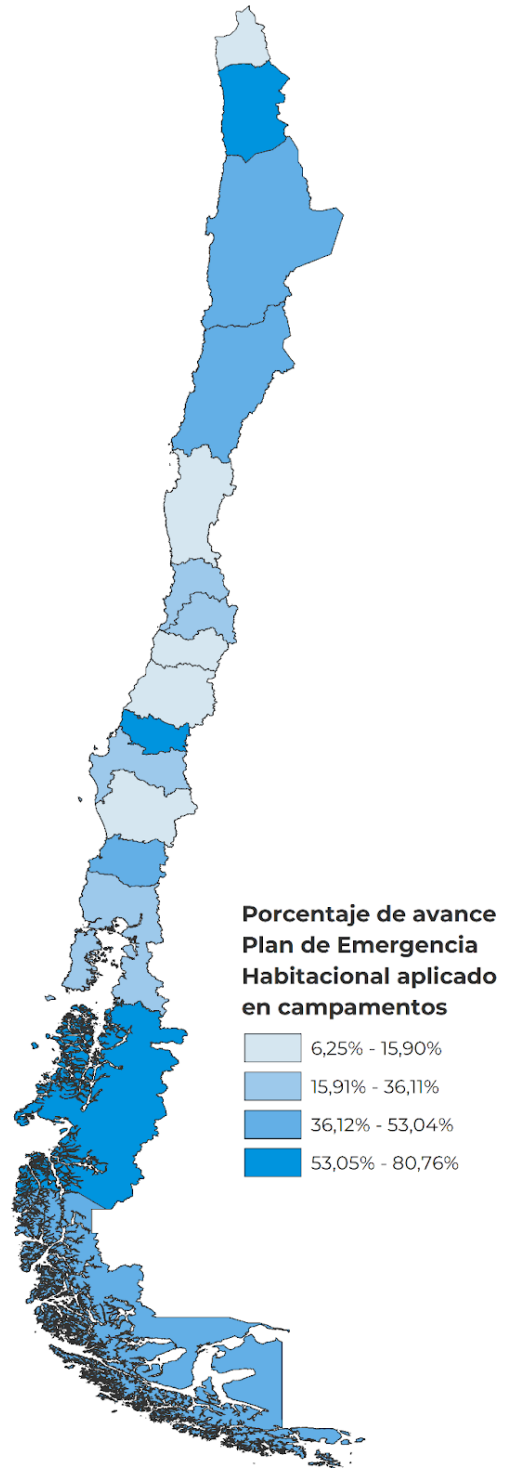 Porcentaje de avance
Plan de Emergencia
Habitacional aplicado
en campamentos
6,25% - 15,90%
15,91% - 36,11%
36,12% - 53,04%
53,05% - 80,76%